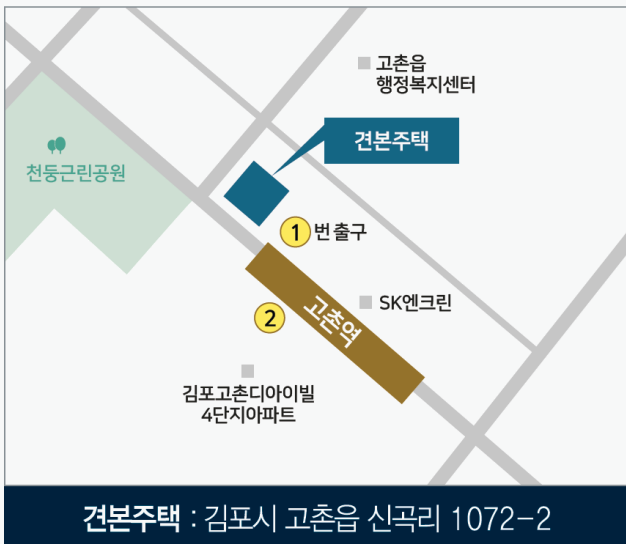 고촌읍
행정복지센터
견본주택
천둥근린공원
1 번 출구
SK엔크린
고촌역
2
김포고촌디아이빌
4단지아파트
견본주택 : 김포시 고촌읍 신곡리 1072-2